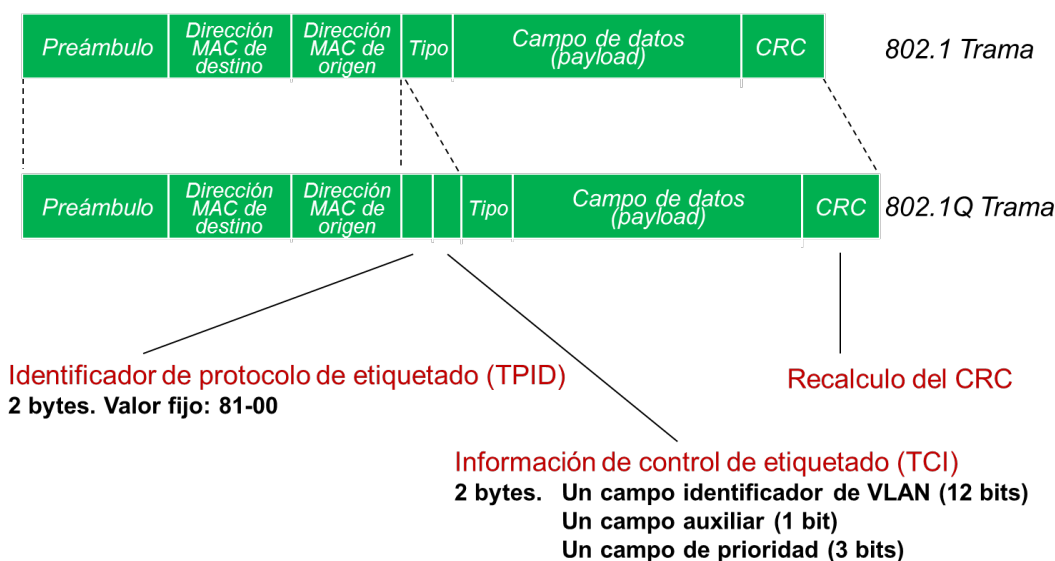 Preámbulo
Dirección
MAC de
destino
Dirección
MAC de
origen
Tipo
Campo de datos
(payload)
CRC
802.1 Trama
Preámbulo
Dirección
MAC de
destino
Dirección
MAC de
origen
Tipo
Campo de datos
(payload)
CRC
802.1Q Trama
Identificador de protocolo de etiquetado (TPID)
2 bytes. Valor fijo: 81-00
Recalculo del CRC
Información de control de etiquetado (TCI)
2 bytes. Un campo identificador de VLAN (12 bits)
Un campo auxiliar (1 bit)
Un campo de prioridad (3 bits)